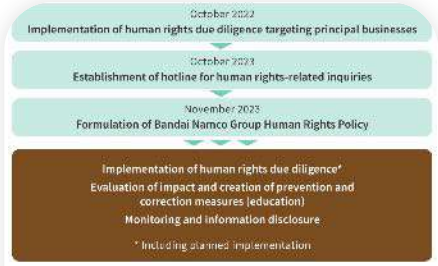 October 2022
Implementation of human rights due diligence targeting principal businesses
October 2023
Establishment of hotline for human rights-related inquiries
November 2023
Formulation of Bandai Namco Group Human Rights Policy
Implementation of human rights due diligence*
Evaluation of impact and creation of prevention and
correction measures (education)
Monitoring and information disclosure
* Including planned implementation